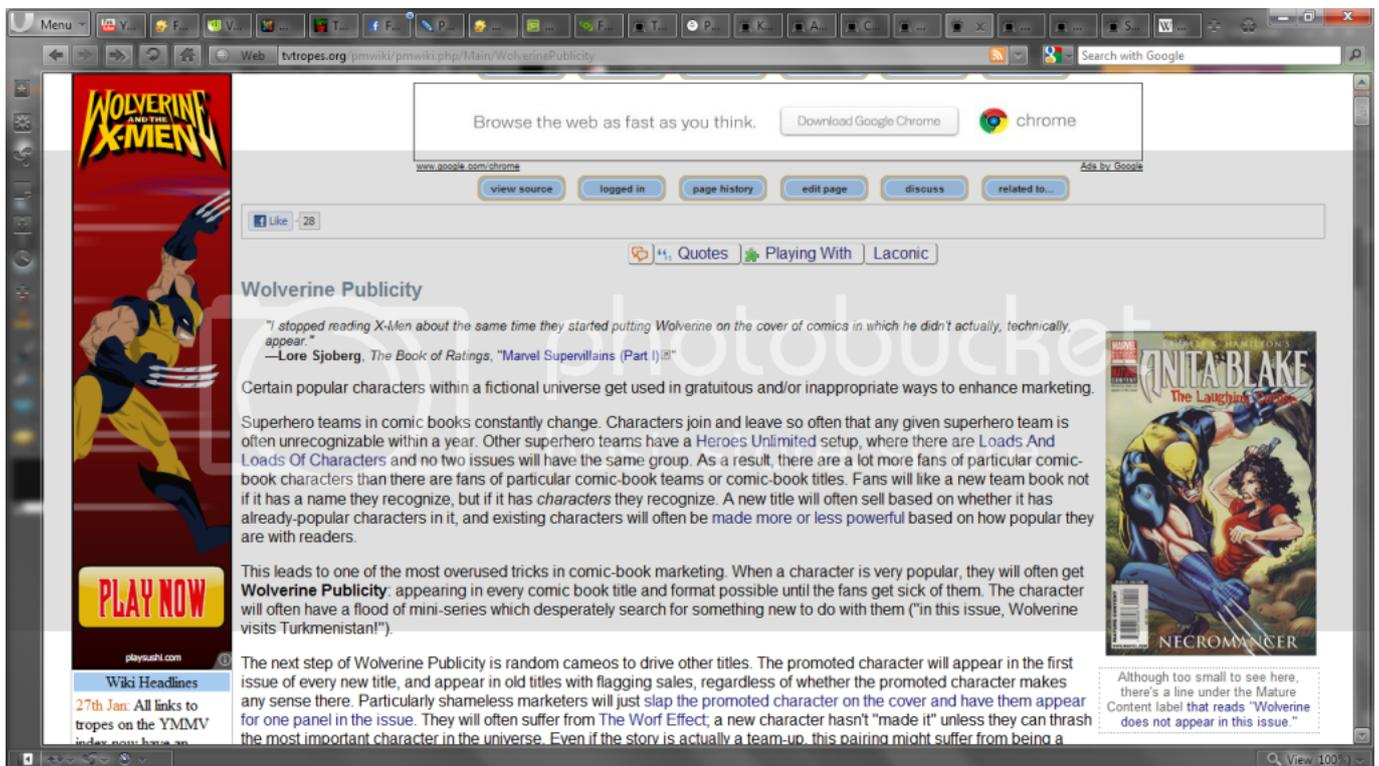 Menu
Y... F... V... ... T... F... P... ... ... F... T... P... K... A... C... ... ... ... ... S... W ...
Web tvtropes.org/pmwiki/pmwiki.php/Main/WolverinePublicity
Search with Google
WOLVERINE
AND THE
X-MEN
Browse the web as fast as you think. Download Google Chrome chrome
www.google.com/chrome Ads by Google
view source logged in page history edit page discuss related to...
Like 28
Quotes Playing With Laconic
Wolverine Publicity
"I stopped reading X-Men about the same time they started putting Wolverine on the cover of comics in which he didn't actually, technically,
appear."
—Lore Sjoberg, The Book of Ratings, "Marvel Supervillains (Part I)"
Certain popular characters within a fictional universe get used in gratuitous and/or inappropriate ways to enhance marketing.
Superhero teams in comic books constantly change. Characters join and leave so often that any given superhero team is
often unrecognizable within a year. Other superhero teams have a Heroes Unlimited setup, where there are Loads And
Loads Of Characters and no two issues will have the same group. As a result, there are a lot more fans of particular comic-
book characters than there are fans of particular comic-book teams or comic-book titles. Fans will like a new team book not
if it has a name they recognize, but if it has characters they recognize. A new title will often sell based on whether it has
already-popular characters in it, and existing characters will often be made more or less powerful based on how popular they
are with readers.
This leads to one of the most overused tricks in comic-book marketing. When a character is very popular, they will often get
Wolverine Publicity: appearing in every comic book title and format possible until the fans get sick of them. The character
will often have a flood of mini-series which desperately search for something new to do with them ("in this issue, Wolverine
visits Turkmenistan!").
The next step of Wolverine Publicity is random cameos to drive other titles. The promoted character will appear in the first
issue of every new title, and appear in old titles with flagging sales, regardless of whether the promoted character makes
any sense there. Particularly shameless marketers will just slap the promoted character on the cover and have them appear
for one panel in the issue. They will often suffer from The Worf Effect; a new character hasn't "made it" unless they can thrash
the most important character in the universe. Even if the story is actually a team up, this pairing might suffer from being a
PLAY NOW
playsushi.com
Wiki Headlines
27th Jan: All links to
tropes on the YMMV
index now have an
MARVEL
LAURELL K. HAMILTON'S
ANITA BLAKE
The Laughing Corpse
NECROMANCER
Although too small to see here,
there's a line under the Mature
Content label that reads "Wolverine
does not appear in this issue."
photobucket
View (100%)